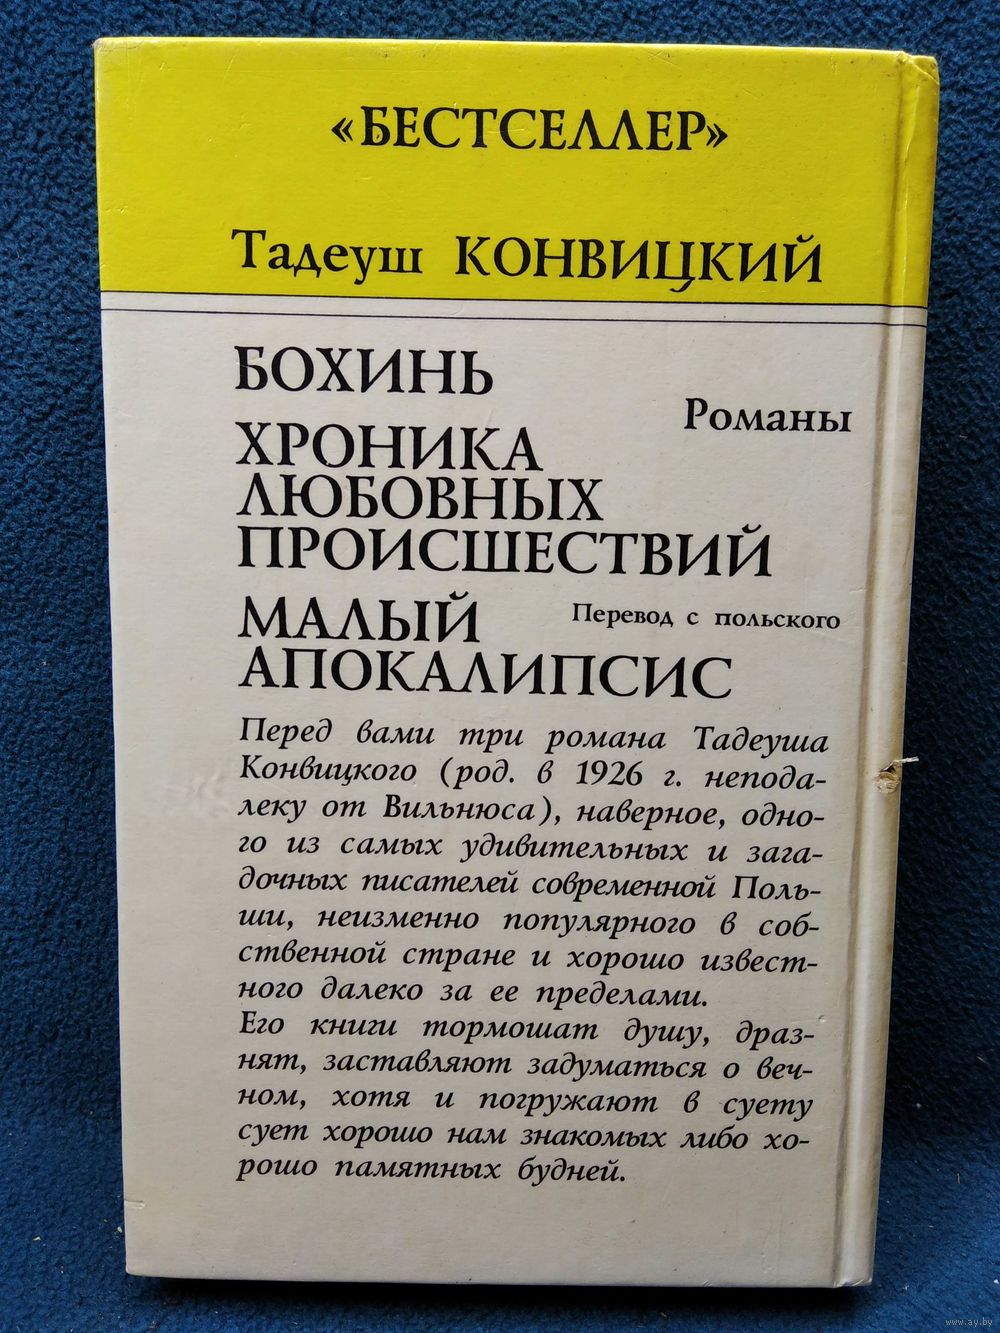 «БЕСТСЕЛЛЕР»
Тадеуш КОНВИЦКИЙ
БОХИНЬ
Романы
ХРОНИКА
ЛЮБОВНЫХ
ПРОИСШЕСТВИЙ
МАЛЫЙ
Перевод с польского
АПОКАЛИПСИС
Перед вами три романа Тадеуша
Конвицкого (род. в 1926 г. непода-
леку от Вильнюса), наверное, одно-
го из самых удивительных и зага-
дочных писателей современной Поль-
ши, неизменно популярного в соб-
ственной стране и хорошо извест-
ного далеко за ее пределами.
Его книги тормошат душу, драз-
нят, заставляют задуматься о веч-
ном, хотя и погружают в суету
сует хорошо нам знакомых либо хо-
рошо памятных будней.
www.ay.by